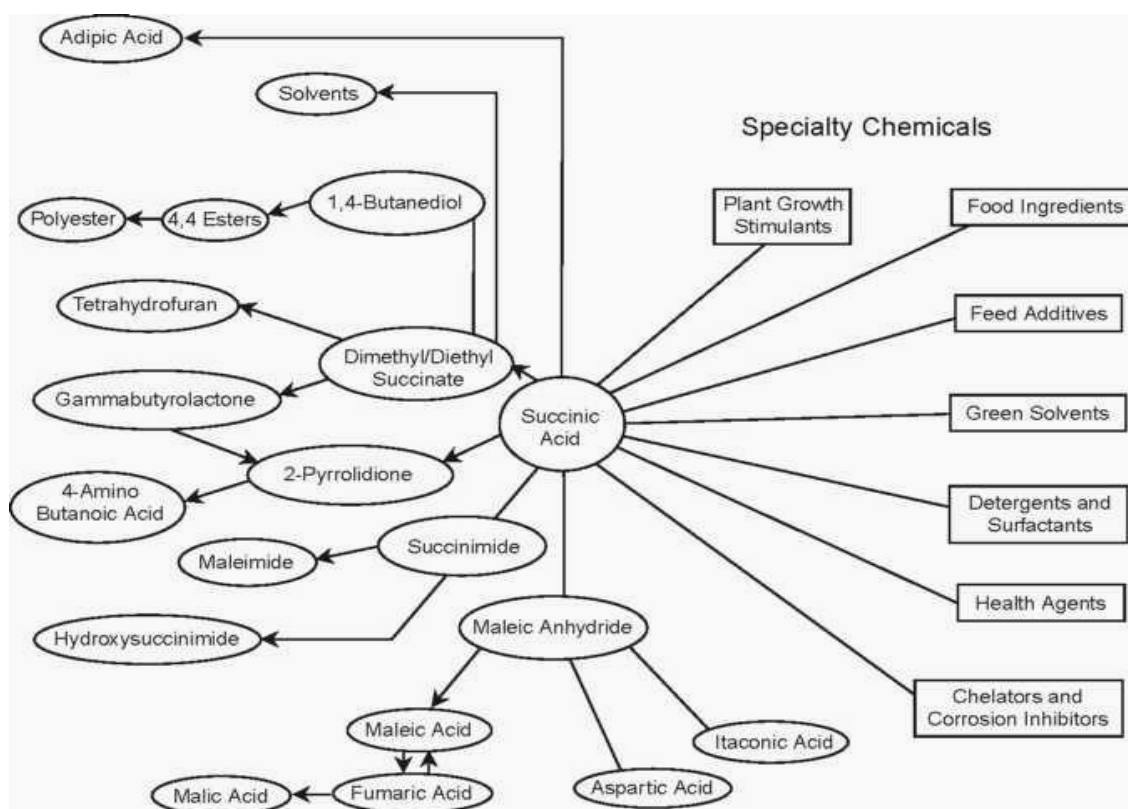 Adipic Acid
Solvents
Specialty Chemicals
1,4-Butanediol
4,4 Esters
Polyester
Plant Growth
Stimulants
Food Ingredients
Tetrahydrofuran
Feed Additives
Dimethyl/Diethyl
Succinate
Gammabutyrolactone
Succinic
Acid
Green Solvents
2-Pyrrolidione
4-Amino
Butanoic Acid
Detergents and
Surfactants
Succinimide
Maleimide
Health Agents
Hydroxysuccinimide
Maleic Anhydride
Chelators and
Corrosion Inhibitors
Maleic Acid
Itaconic Acid
Aspartic Acid
Fumaric Acid
Malic Acid